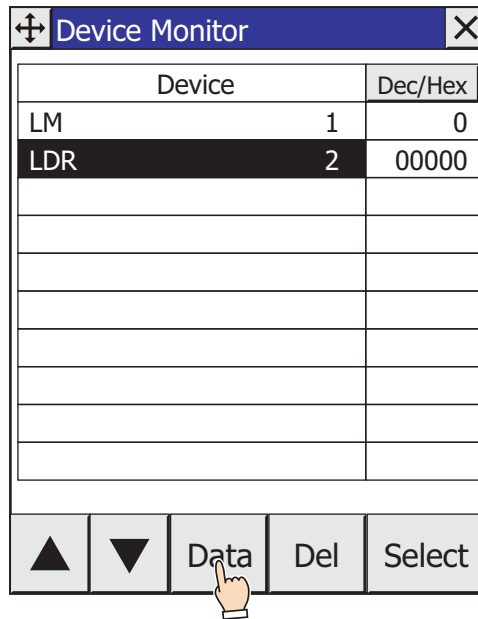 Device Monitor
Device Dec/Hex
LM 1 0
LDR 2 00000
Data Del Select